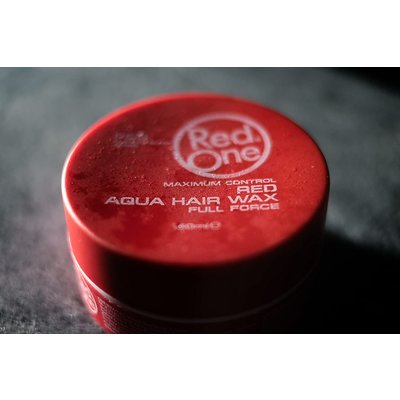 Red
One
MAXIMUM CONTROL
RED
AQUA HAIR WAX
FULL FORCE